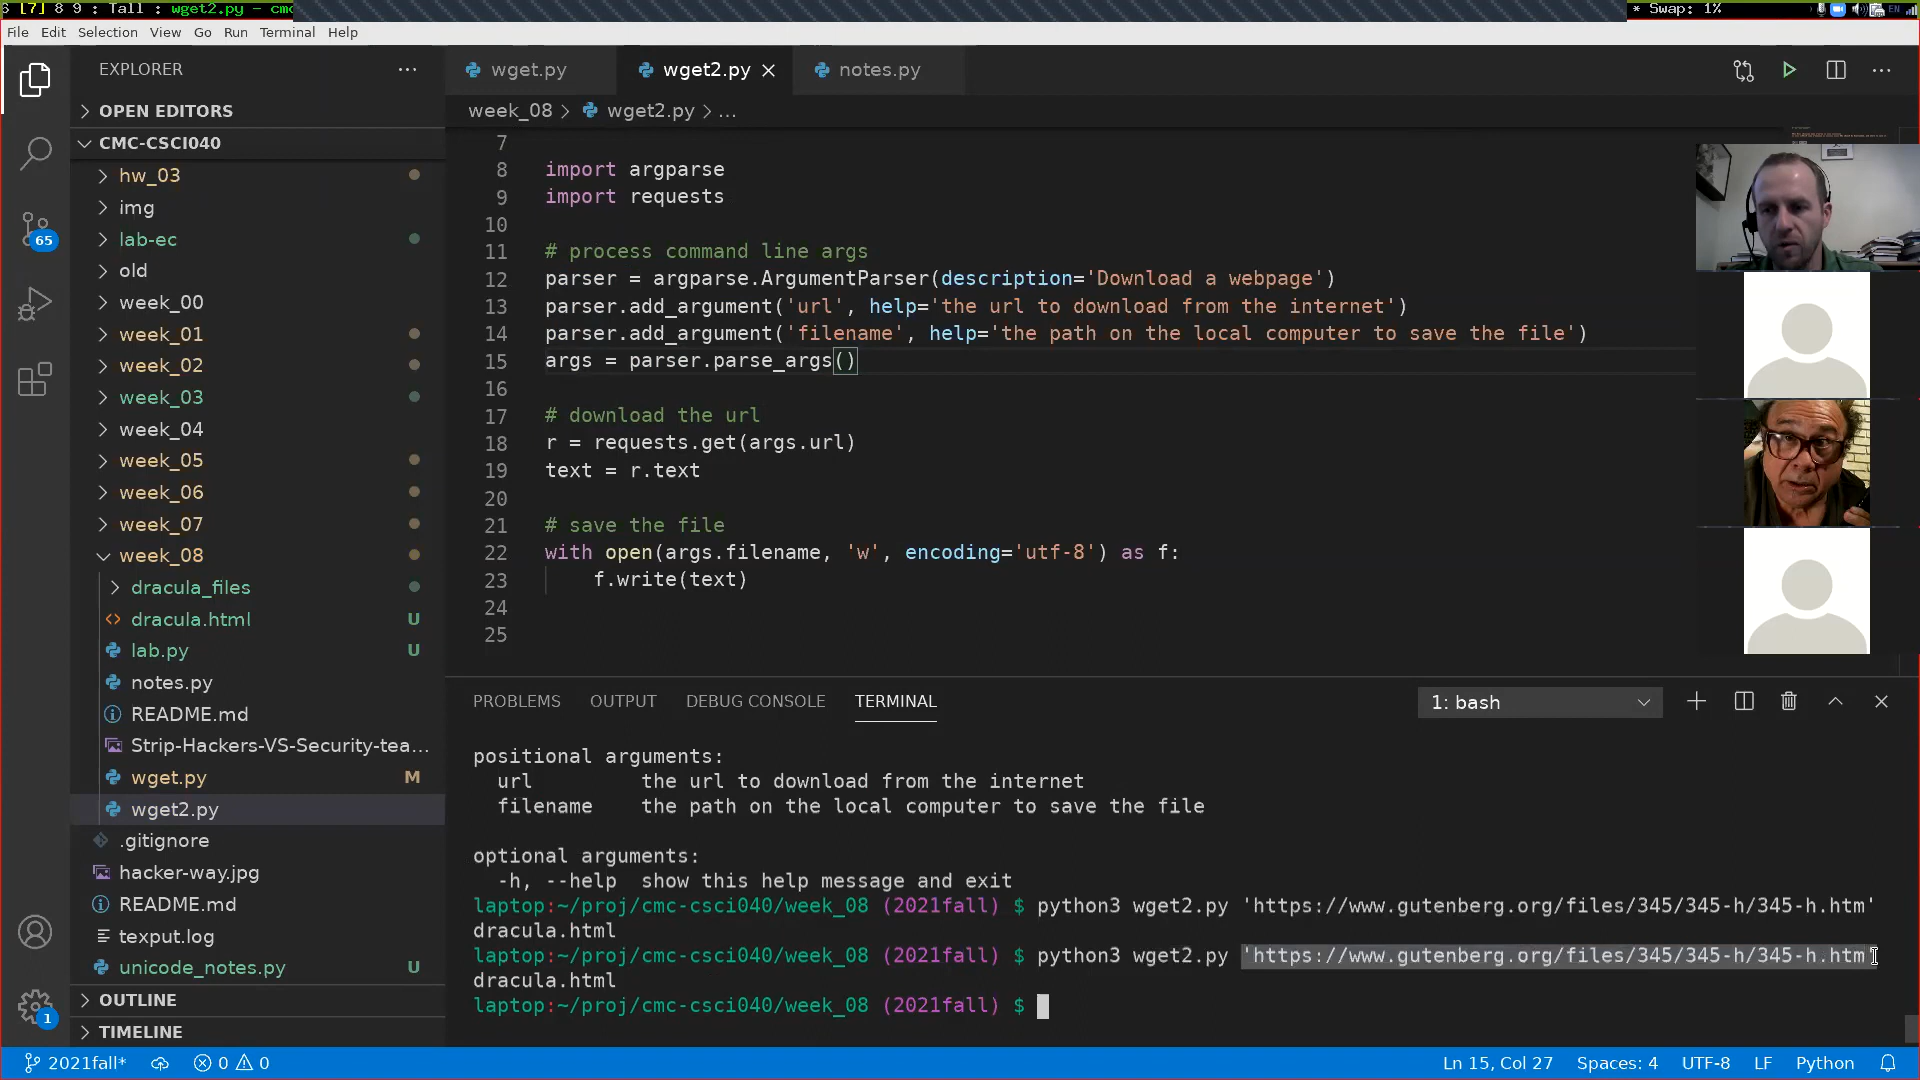 6 [7] 8 9 : Tall : wget2.py - cmc
* Swap: 1%
EN
File Edit Selection View Go Run Terminal Help
EXPLORER
OPEN EDITORS
CMC-CSCI040
hw_03
img
lab-ec
old
week_00
week_01
week_02
week_03
week_04
week_05
week_06
week_07
week_08
dracula_files
dracula.html U
lab.py U
notes.py
README.md
Strip-Hackers-VS-Security-tea...
wget.py M
wget2.py
.gitignore
hacker-way.jpg
README.md
texput.log
unicode_notes.py U
OUTLINE
TIMELINE
65
1
wget.py wget2.py notes.py
week_08 > wget2.py > ...
7
8 import argparse
9 import requests
10
11 # process command line args
12 parser = argparse.ArgumentParser(description='Download a webpage')
13 parser.add_argument('url', help='the url to download from the internet')
14 parser.add_argument('filename', help='the path on the local computer to save the file')
15 args = parser.parse_args()
16
17 # download the url
18 r = requests.get(args.url)
19 text = r.text
20
21 # save the file
22 with open(args.filename, 'w', encoding='utf-8') as f:
23     f.write(text)
24
25
PROBLEMS OUTPUT DEBUG CONSOLE TERMINAL
1: bash
positional arguments:
  url         the url to download from the internet
  filename    the path on the local computer to save the file
optional arguments:
  -h, --help  show this help message and exit
laptop:~/proj/cmc-csci040/week_08 (2021fall) $ python3 wget2.py 'https://www.gutenberg.org/files/345/345-h/345-h.htm'
dracula.html
laptop:~/proj/cmc-csci040/week_08 (2021fall) $ python3 wget2.py 'https://www.gutenberg.org/files/345/345-h/345-h.htm'
dracula.html
laptop:~/proj/cmc-csci040/week_08 (2021fall) $
2021fall* 0 0 Ln 15, Col 27 Spaces: 4 UTF-8 LF Python